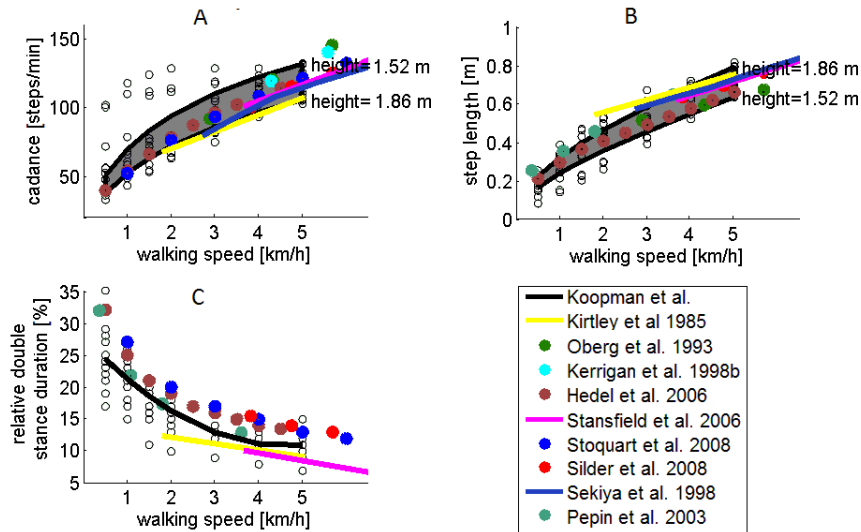 A
cadance [steps/min]
150
100
50
height=1.52 m
height=1.86 m
1 2 3 4 5
walking speed [km/h]
B
step length [m]
1
0.8
0.6
0.4
0.2
0
height=1.86 m
height=1.52 m
1 2 3 4 5
walking speed [km/h]
C
relative double
stance duration [%]
35
30
25
20
15
10
5
1 2 3 4 5
walking speed [km/h]
Koopman et al.
Kirtley et al 1985
Oberg et al. 1993
Kerrigan et al. 1998b
Hedel et al. 2006
Stansfield et al. 2006
Stoquart et al. 2008
Silder et al. 2008
Sekiya et al. 1998
Pepin et al. 2003